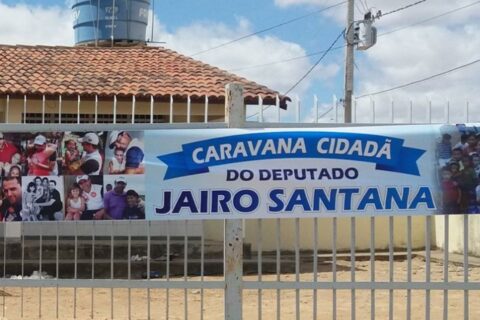 CARAVANA CIDADÃ
DO DEPUTADO
JAIRO SANTANA